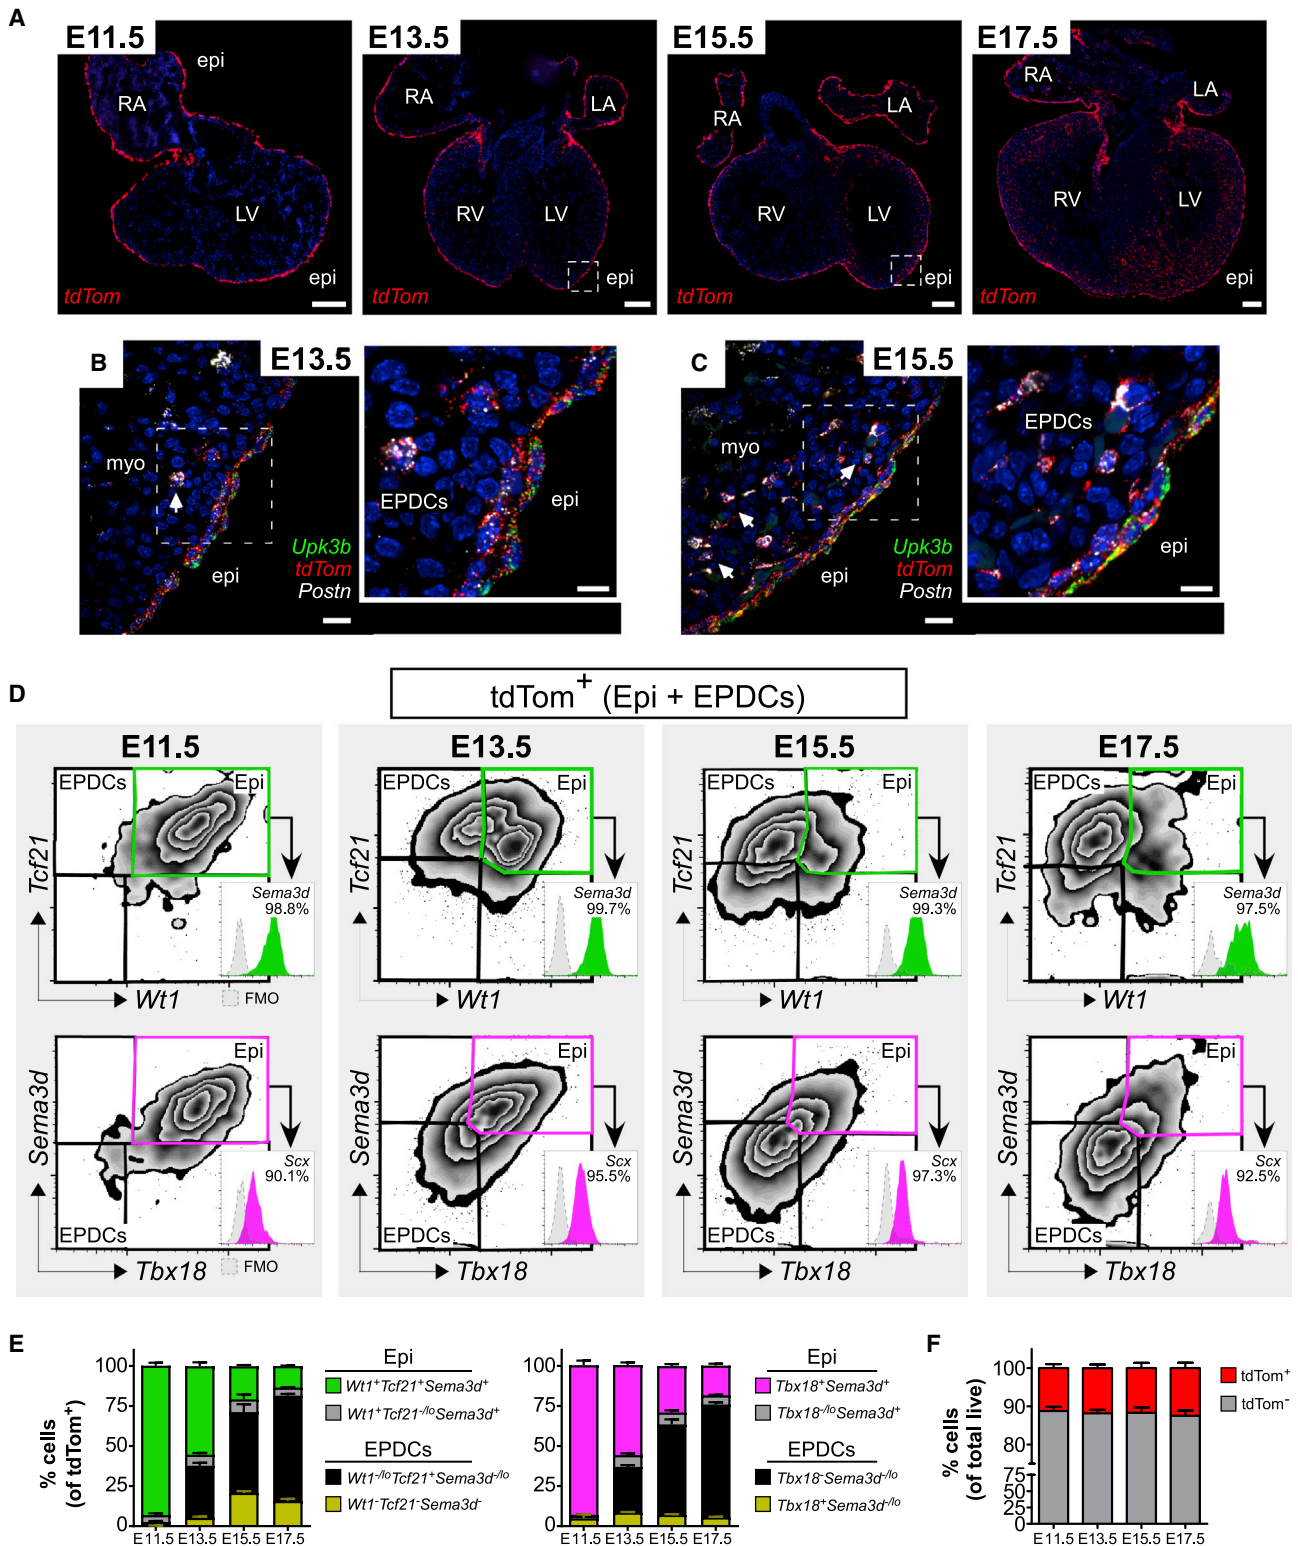 A
E11.5
epi
RA
LV
epi
tdTom
E13.5
RA
LA
RV
LV
epi
tdTom
E15.5
RA
LA
RV
LV
epi
tdTom
E17.5
RA
LA
RV
LV
epi
tdTom
B
E13.5
myo
epi
Upk3b
tdTom
Postn
EPDCs
epi
C
E15.5
myo
epi
Upk3b
tdTom
Postn
EPDCs
epi
D
tdTom+ (Epi + EPDCs)
E11.5
E13.5
E15.5
E17.5
EPDCs
Epi
Tcf21
Sema3d
98.8%
Wt1
FMO
EPDCs
Epi
Tcf21
Sema3d
99.7%
Wt1
EPDCs
Epi
Tcf21
Sema3d
99.3%
Wt1
EPDCs
Epi
Tcf21
Sema3d
97.5%
Wt1
Epi
Sema3d
Scx
90.1%
EPDCs
Tbx18
FMO
Epi
Sema3d
Scx
95.5%
EPDCs
Tbx18
Epi
Sema3d
Scx
97.3%
EPDCs
Tbx18
Epi
Sema3d
Scx
92.5%
EPDCs
Tbx18
E
% cells
(of tdTom+)
100
75
50
25
0
E11.5 E13.5 E15.5 E17.5
Epi
Wt1+Tcf21+Sema3d+
Wt1+Tcf21-/loSema3d+
EPDCs
Wt1-/loTcf21+Sema3d-/lo
Wt1-Tcf21-Sema3d-
100
75
50
25
0
E11.5 E13.5 E15.5 E17.5
Epi
Tbx18+Sema3d+
Tbx18-/loSema3d+
EPDCs
Tbx18-Sema3d-/lo
Tbx18+Sema3d-/lo
F
% cells
(of total live)
100
90
80
75
50
25
0
E11.5 E13.5 E15.5 E17.5
tdTom+
tdTom-